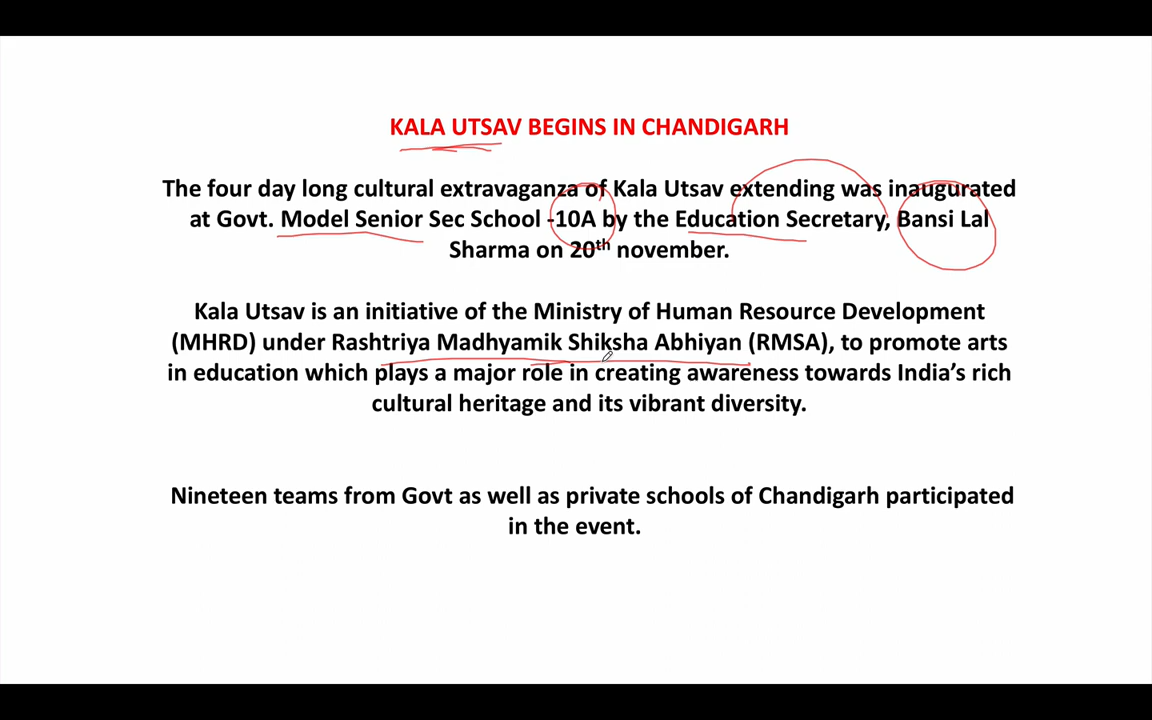 KALA UTSAV BEGINS IN CHANDIGARH
The four day long cultural extravaganza of Kala Utsav extending was inaugurated
at Govt. Model Senior Sec School -10A by the Education Secretary, Bansi Lal
Sharma on 20th november.
Kala Utsav is an initiative of the Ministry of Human Resource Development
(MHRD) under Rashtriya Madhyamik Shiksha Abhiyan (RMSA), to promote arts
in education which plays a major role in creating awareness towards India’s rich
cultural heritage and its vibrant diversity.
Nineteen teams from Govt as well as private schools of Chandigarh participated
in the event.